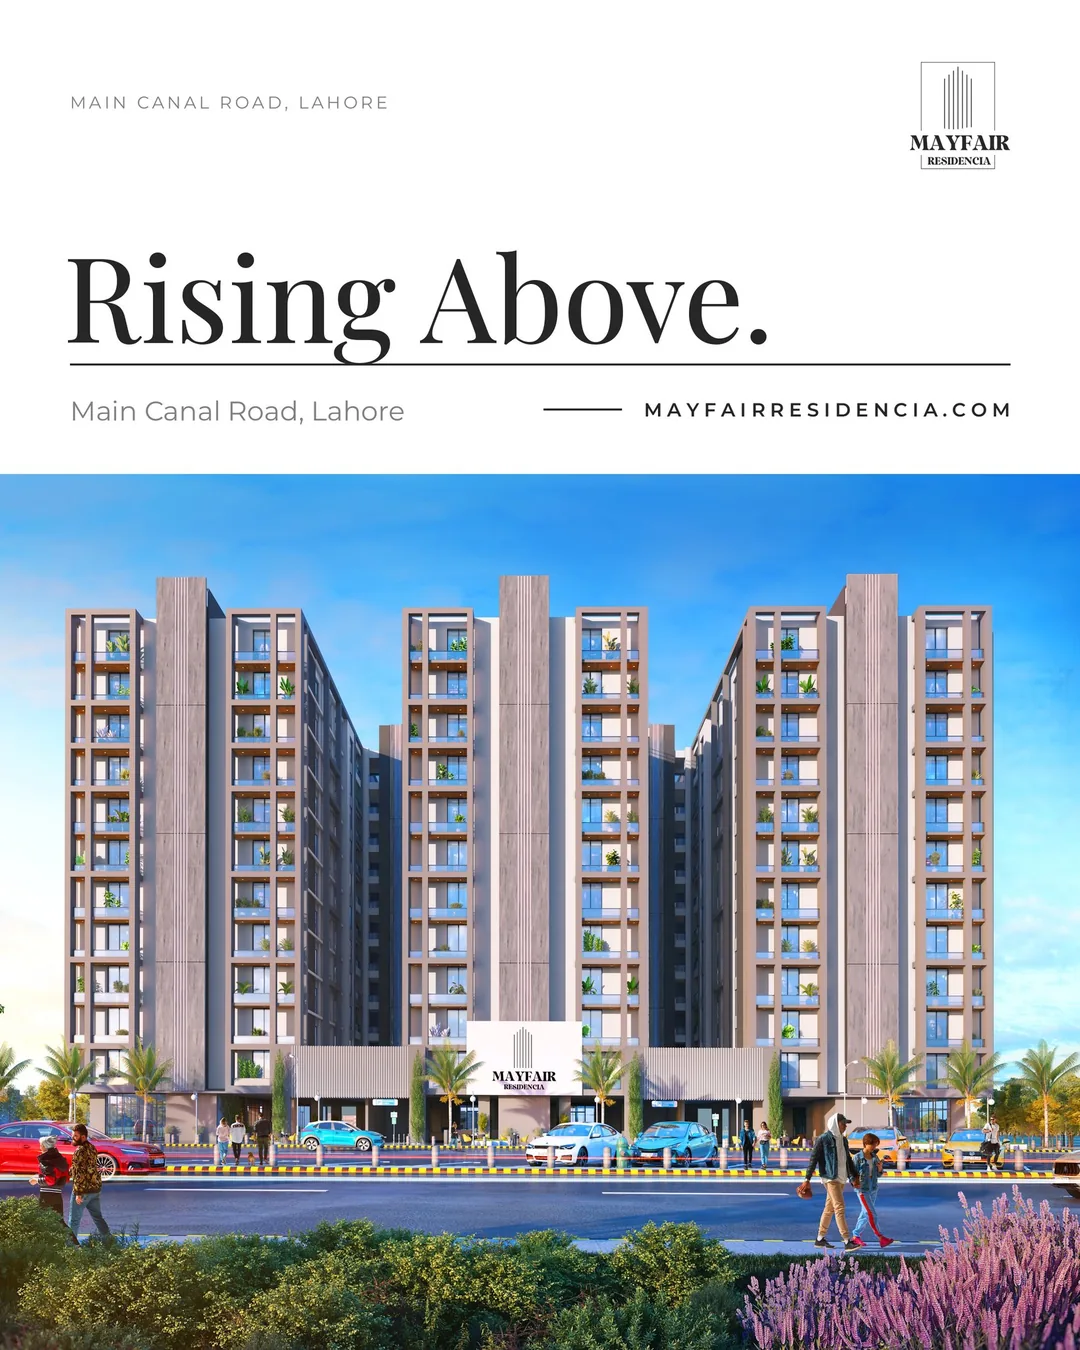 MAIN CANAL ROAD, LAHORE
MAYFAIR
RESIDENCIA
Rising Above.
Main Canal Road, Lahore
MAYFAIRRESIDENCIA.COM
MAYFAIR
RESIDENCIA